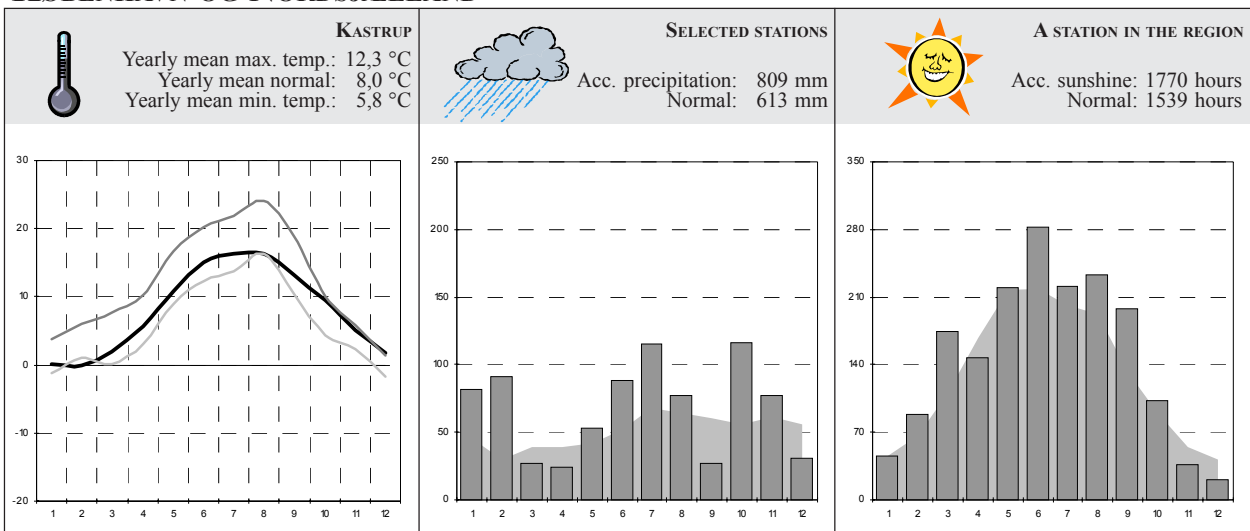 KASTRUP
Yearly mean max. temp.: 12,3 °C
Yearly mean normal: 8,0 °C
Yearly mean min. temp.: 5,8 °C
30
20
10
0
-10
-20
1 2 3 4 5 6 7 8 9 10 11 12
SELECTED STATIONS
Acc. precipitation: 809 mm
Normal: 613 mm
250
200
150
100
50
0
1 2 3 4 5 6 7 8 9 10 11 12
A STATION IN THE REGION
Acc. sunshine: 1770 hours
Normal: 1539 hours
350
280
210
140
70
0
1 2 3 4 5 6 7 8 9 10 11 12